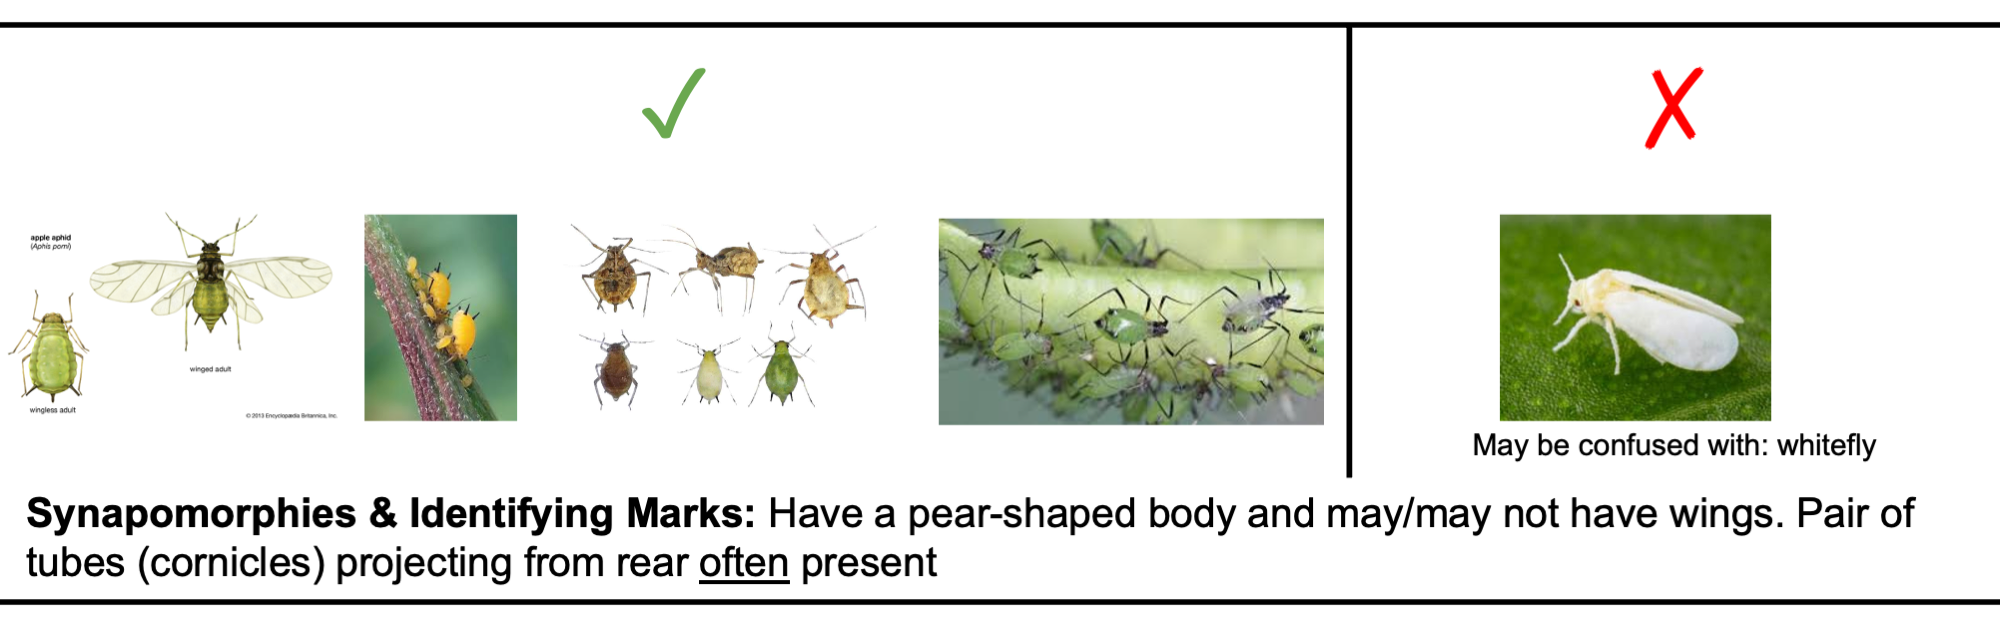 apple aphid
(Aphis pomi)
winged adult
wingless adult
© 2013 Encyclopædia Britannica, Inc.
May be confused with: whitefly
Synapomorphies & Identifying Marks: Have a pear-shaped body and may/may not have wings. Pair of
tubes (cornicles) projecting from rear often present